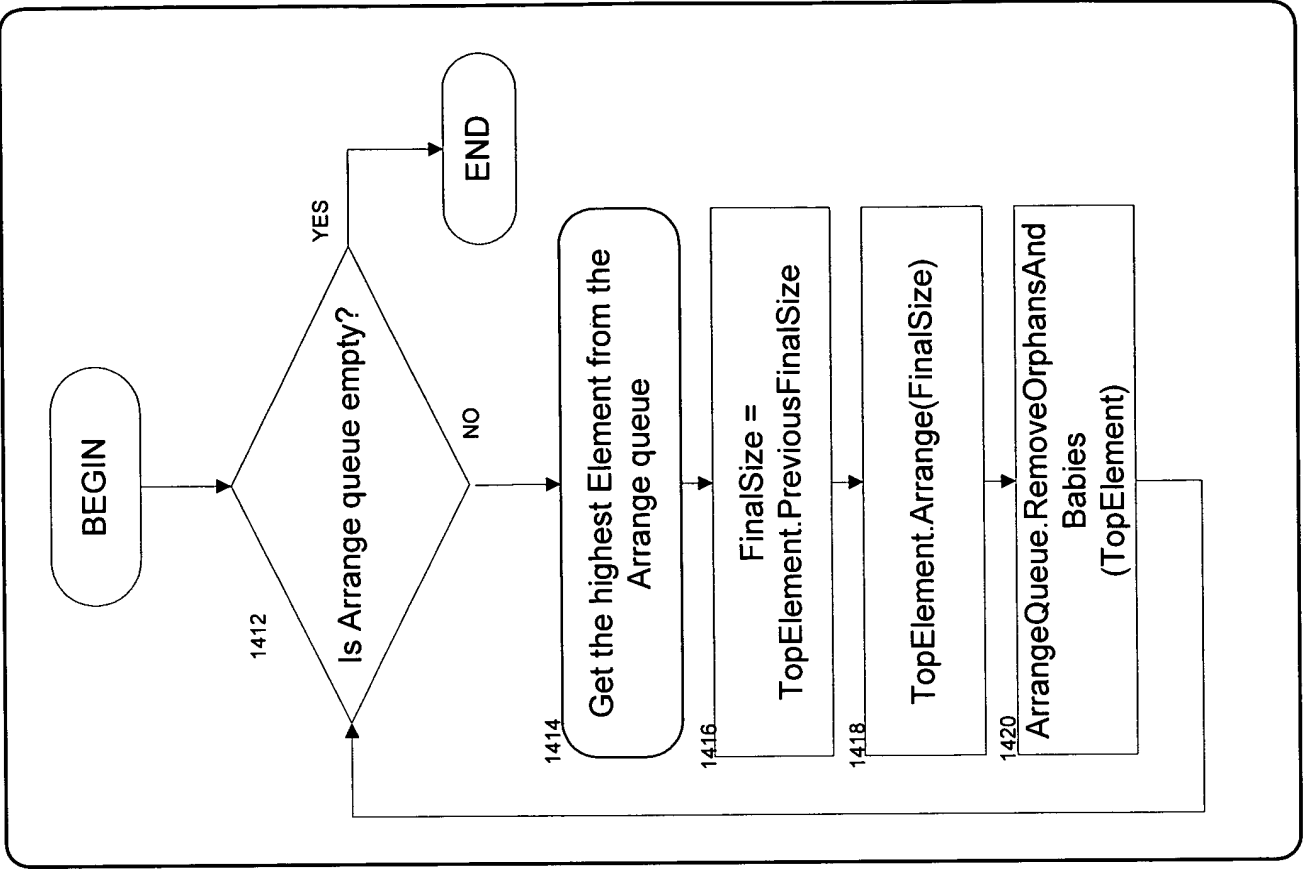 BEGIN
1412
Is Arrange queue empty?
YES
END
NO
1414
Get the highest Element from the
Arrange queue
1416
FinalSize =
TopElement.PreviousFinalSize
1418
TopElement.Arrange(FinalSize)
1420
ArrangeQueue.RemoveOrphansAnd
Babies
(TopElement)